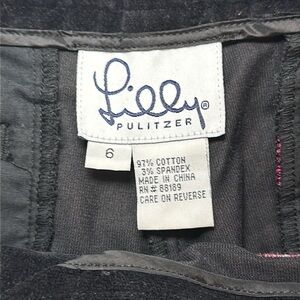 Lilly®
PULITZER
6
97% COTTON
3% SPANDEX
MADE IN CHINA
RN # 88189
CARE ON REVERSE